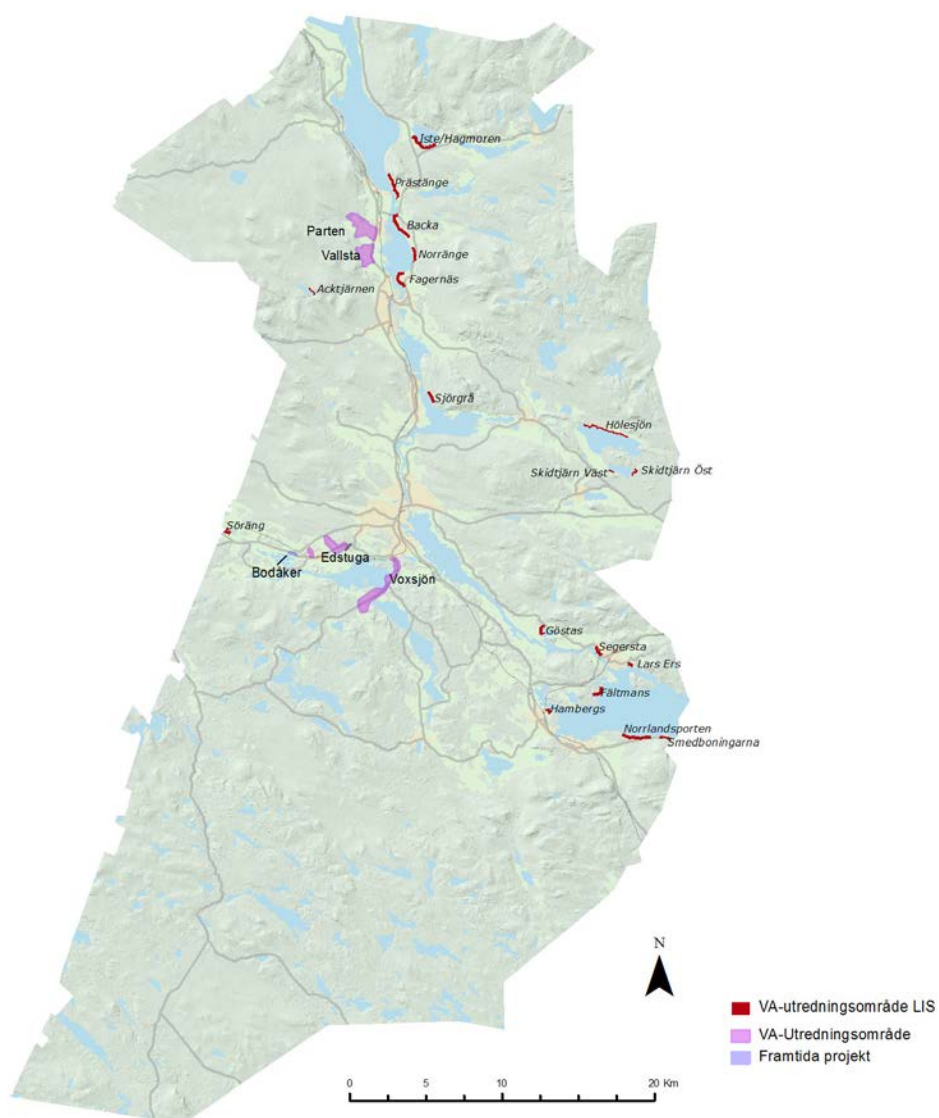 Iste/Hagmoren
Prästänge
Parten
Backa
Vallsta
Norränge
Fagernäs
Acktjärnen
Sjörgrå
Hölesjön
Skidtjärn Väst
Skidtjärn Öst
Söräng
Edstuga
Bodåker
Voxsjön
Göstas
Segersta
Lars Ers
Fältmans
Hambergs
Norrlandsporten
Smedboningarna
N
VA-utredningsområde LIS
VA-Utredningsområde
Framtida projekt
0 5 10 20 Km